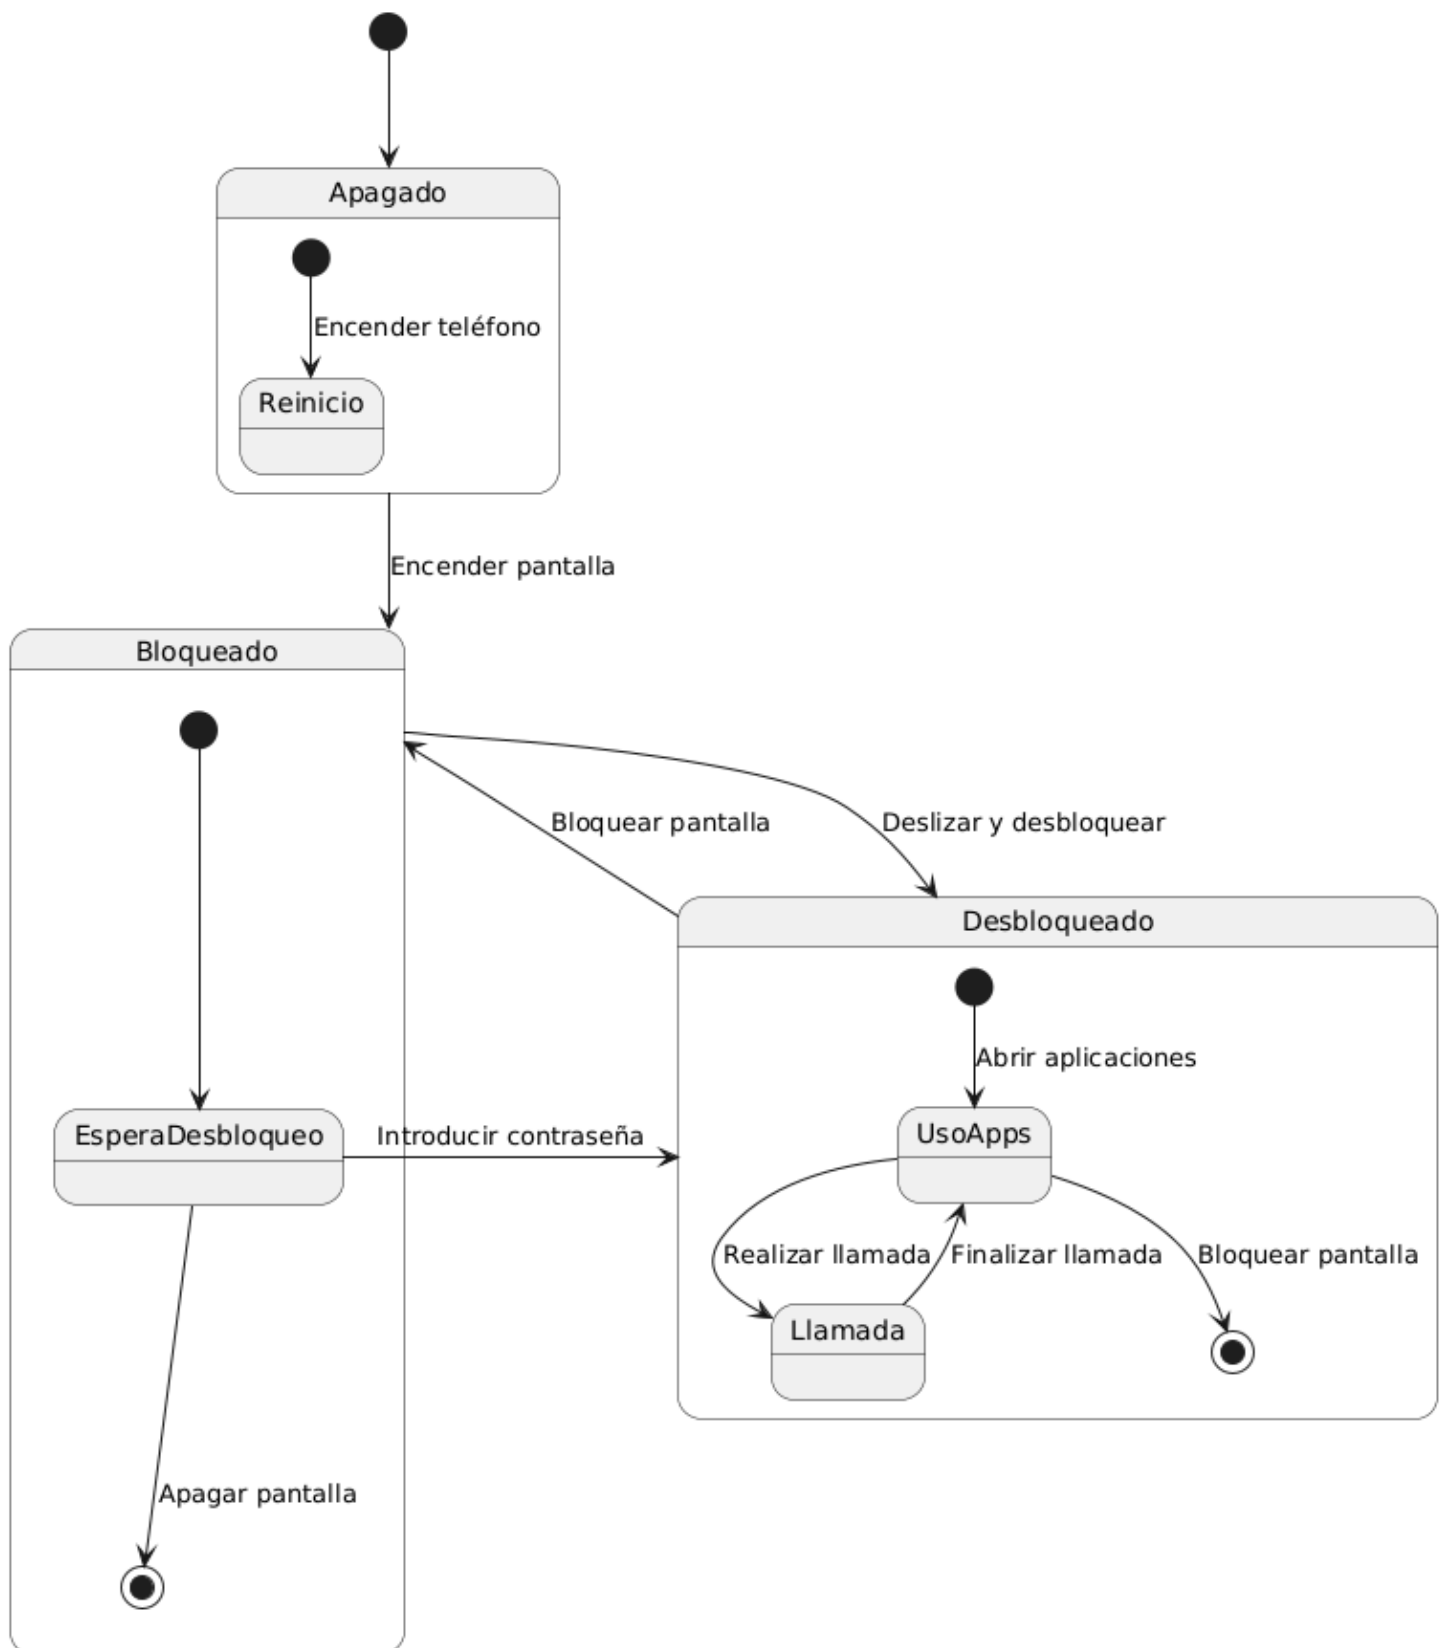 Apagado
Encender teléfono
Reinicio
Encender pantalla
Bloqueado
Bloquear pantalla
Deslizar y desbloquear
Desbloqueado
Abrir aplicaciones
EsperaDesbloqueo
Introducir contraseña
UsoApps
Realizar llamada
Finalizar llamada
Bloquear pantalla
Llamada
Apagar pantalla